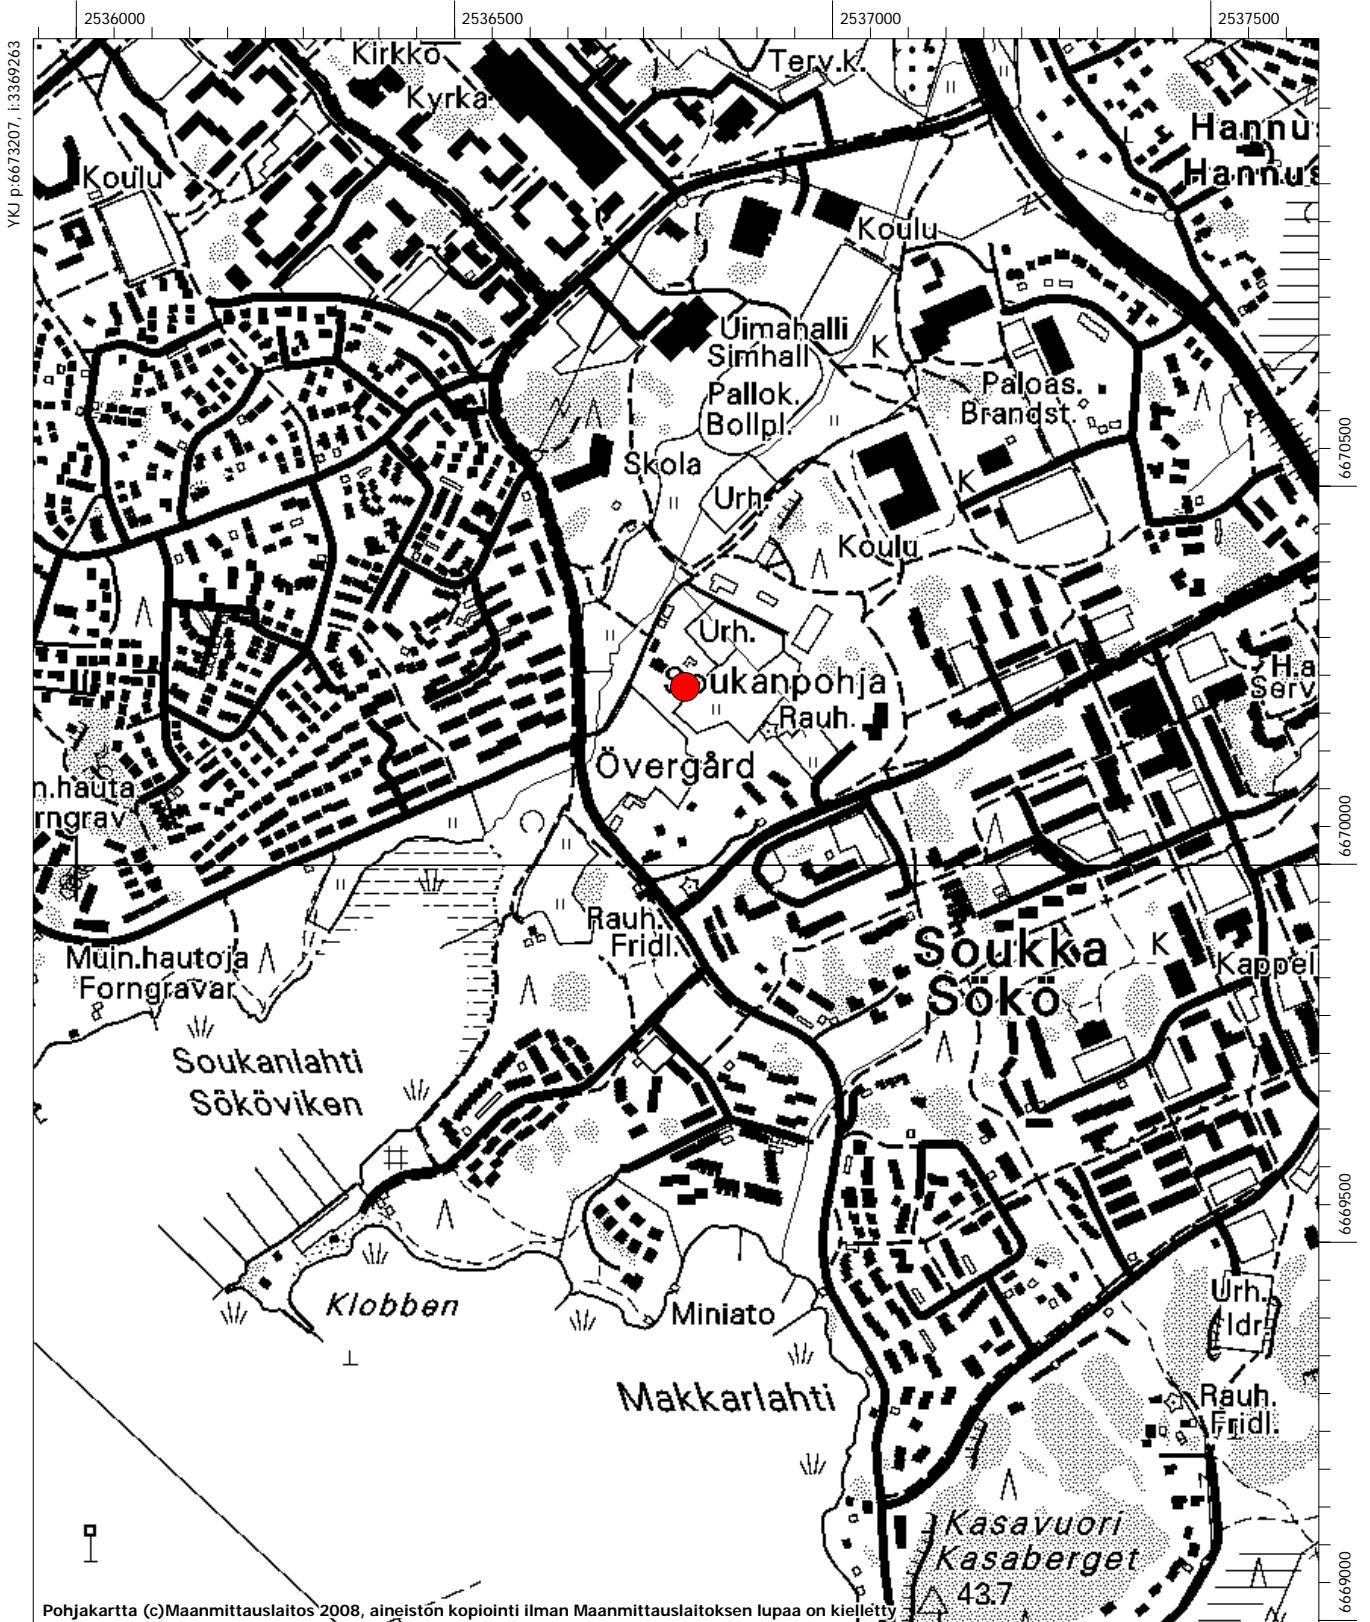 2536000
2536500
2537000
2537500
YKJ p:6673207, i:3369263
Kirkko
Kyrka
Terv.k.
Hannu
Hannus
Koulu
Koulu
Uimahalli
Simhall
K
Pallok.
Bollpl.
Paloas.
Brandst.
6670500
Skola
Urh.
K
Koulu
Urh.
Soukanpohja
Rauh.
H.a
Serv
Övergård
n.hauta
rngrav
6670000
Rauh.
Fridl.
Soukka
Sökö
K
Kappel
Muin.hautoja
Forngravar
Soukanlahti
Sököviken
6669500
Klobben
Miniato
Urh.
Idr.
Makkarlahti
Rauh.
Fridl.
Kasavuori
Kasaberget
43.7
6669000
Pohjakartta (c)Maanmittauslaitos 2008, aineiston kopiointi ilman Maanmittauslaitoksen lupaa on kielletty